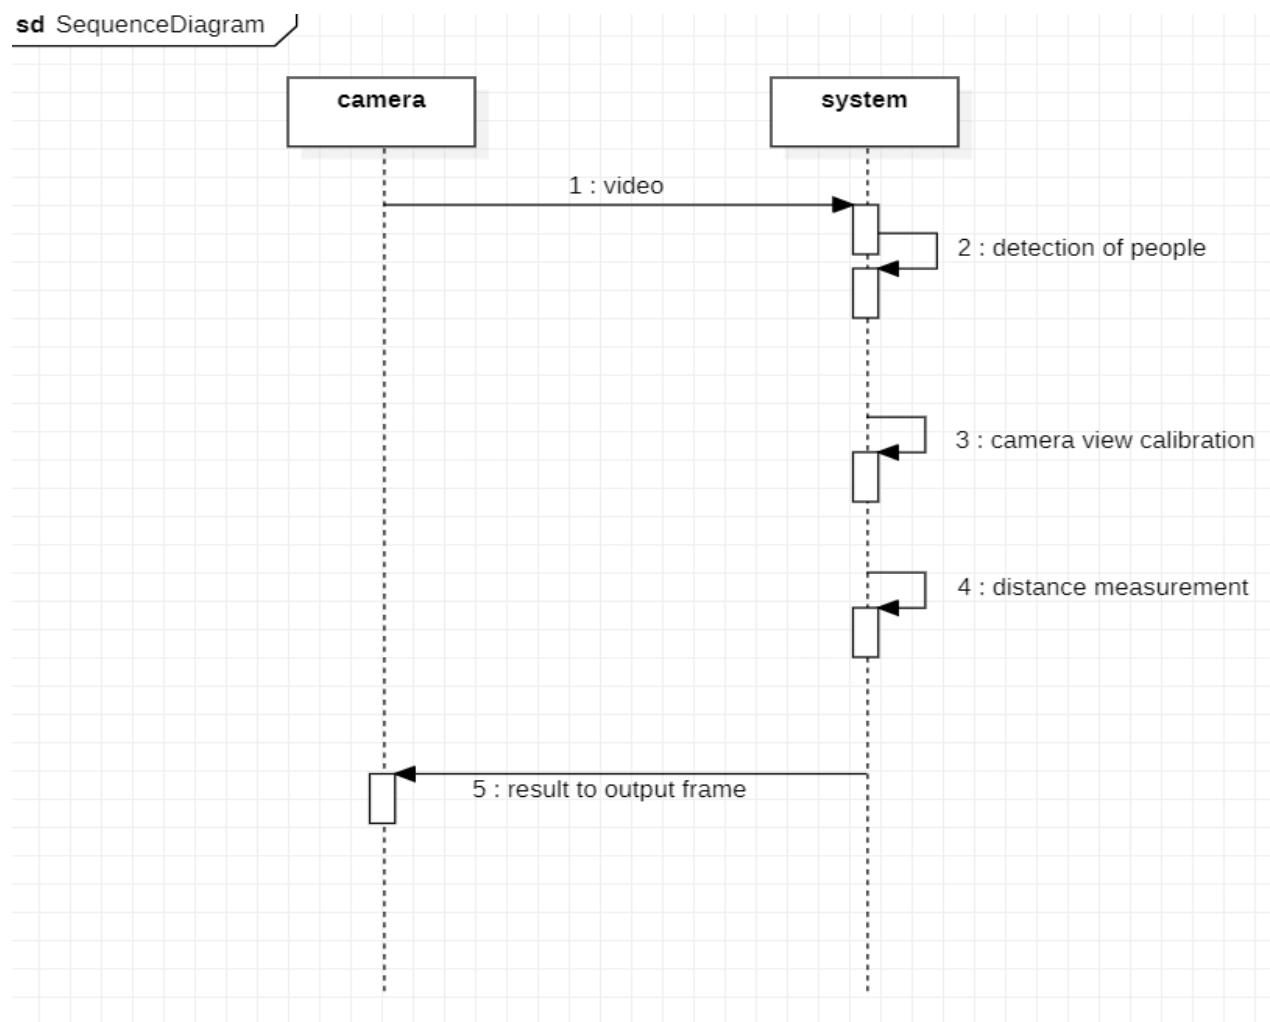 sd SequenceDiagram
camera
system
1 : video
2 : detection of people
3 : camera view calibration
4 : distance measurement
5 : result to output frame